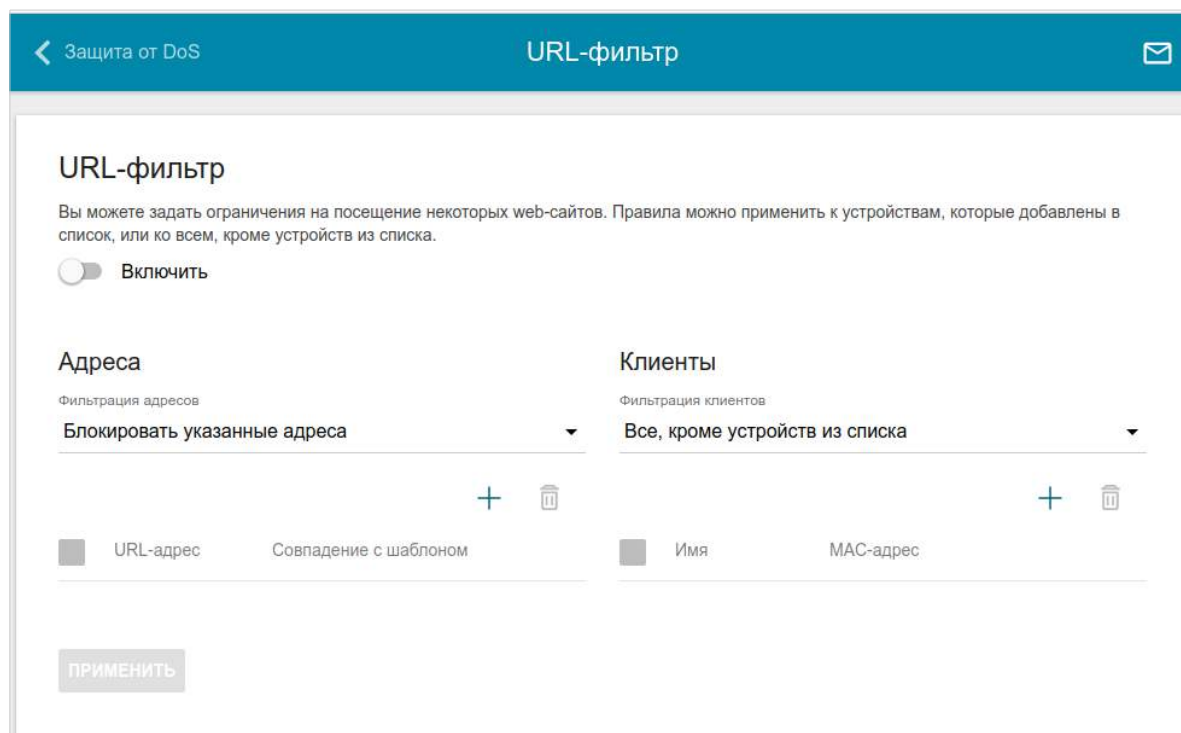 Защита от DoS
URL-фильтр
URL-фильтр
Вы можете задать ограничения на посещение некоторых web-сайтов. Правила можно применить к устройствам, которые добавлены в
список, или ко всем, кроме устройств из списка.
Включить
Адреса
Фильтрация адресов
Блокировать указанные адреса
URL-адрес Совпадение с шаблоном
Клиенты
Фильтрация клиентов
Все, кроме устройств из списка
Имя MAC-адрес
ПРИМЕНИТЬ